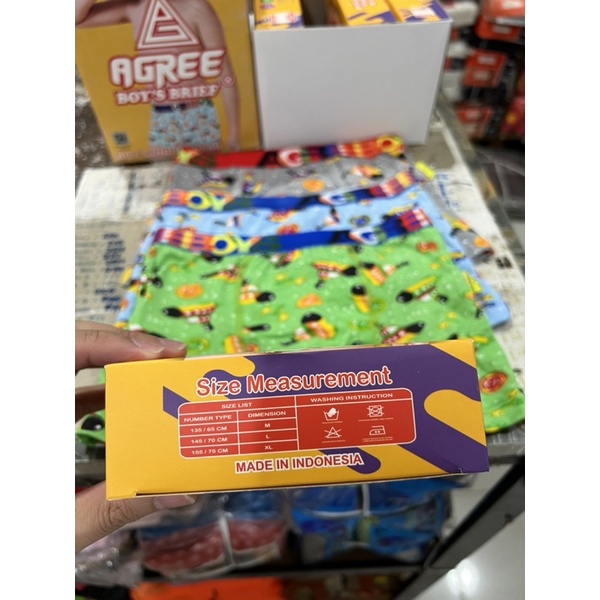 AGREE
BOY'S BRIEF
Size Measurement
SIZE LIST WASHING INSTRUCTION
NUMBER TYPE DIMENSION
135 / 65 CM M
145 / 70 CM L
155 / 75 CM XL
MADE IN INDONESIA